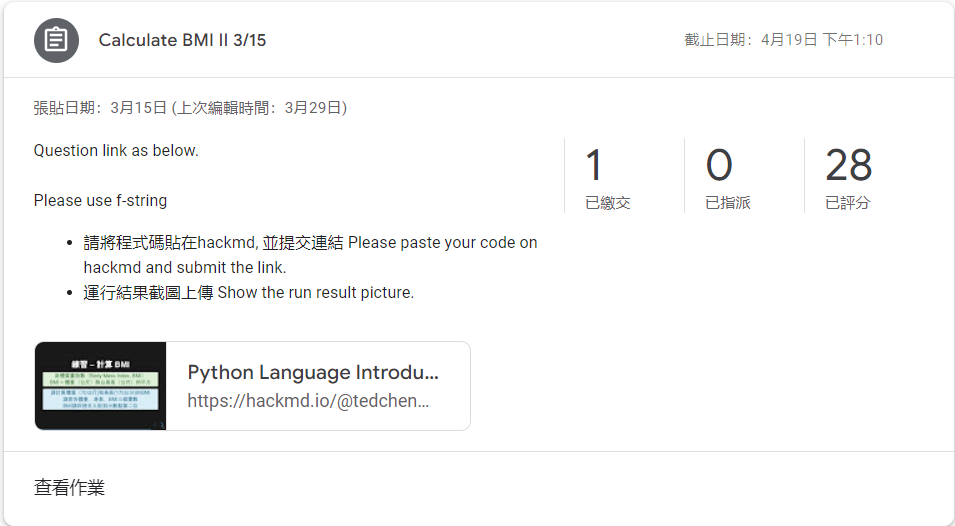 Calculate BMI II 3/15
截止日期：4月19日 下午1:10
張貼日期：3月15日 (上次編輯時間：3月29日)
Question link as below.
Please use f-string
1
已繳交
0
已指派
28
已評分
請將程式碼貼在hackmd, 並提交連結 Please paste your code on
hackmd and submit the link.
運行結果截圖上傳 Show the run result picture.
練習 – 計算 BMI
Python Language Introdu...
https://hackmd.io/@tedchen...
查看作業